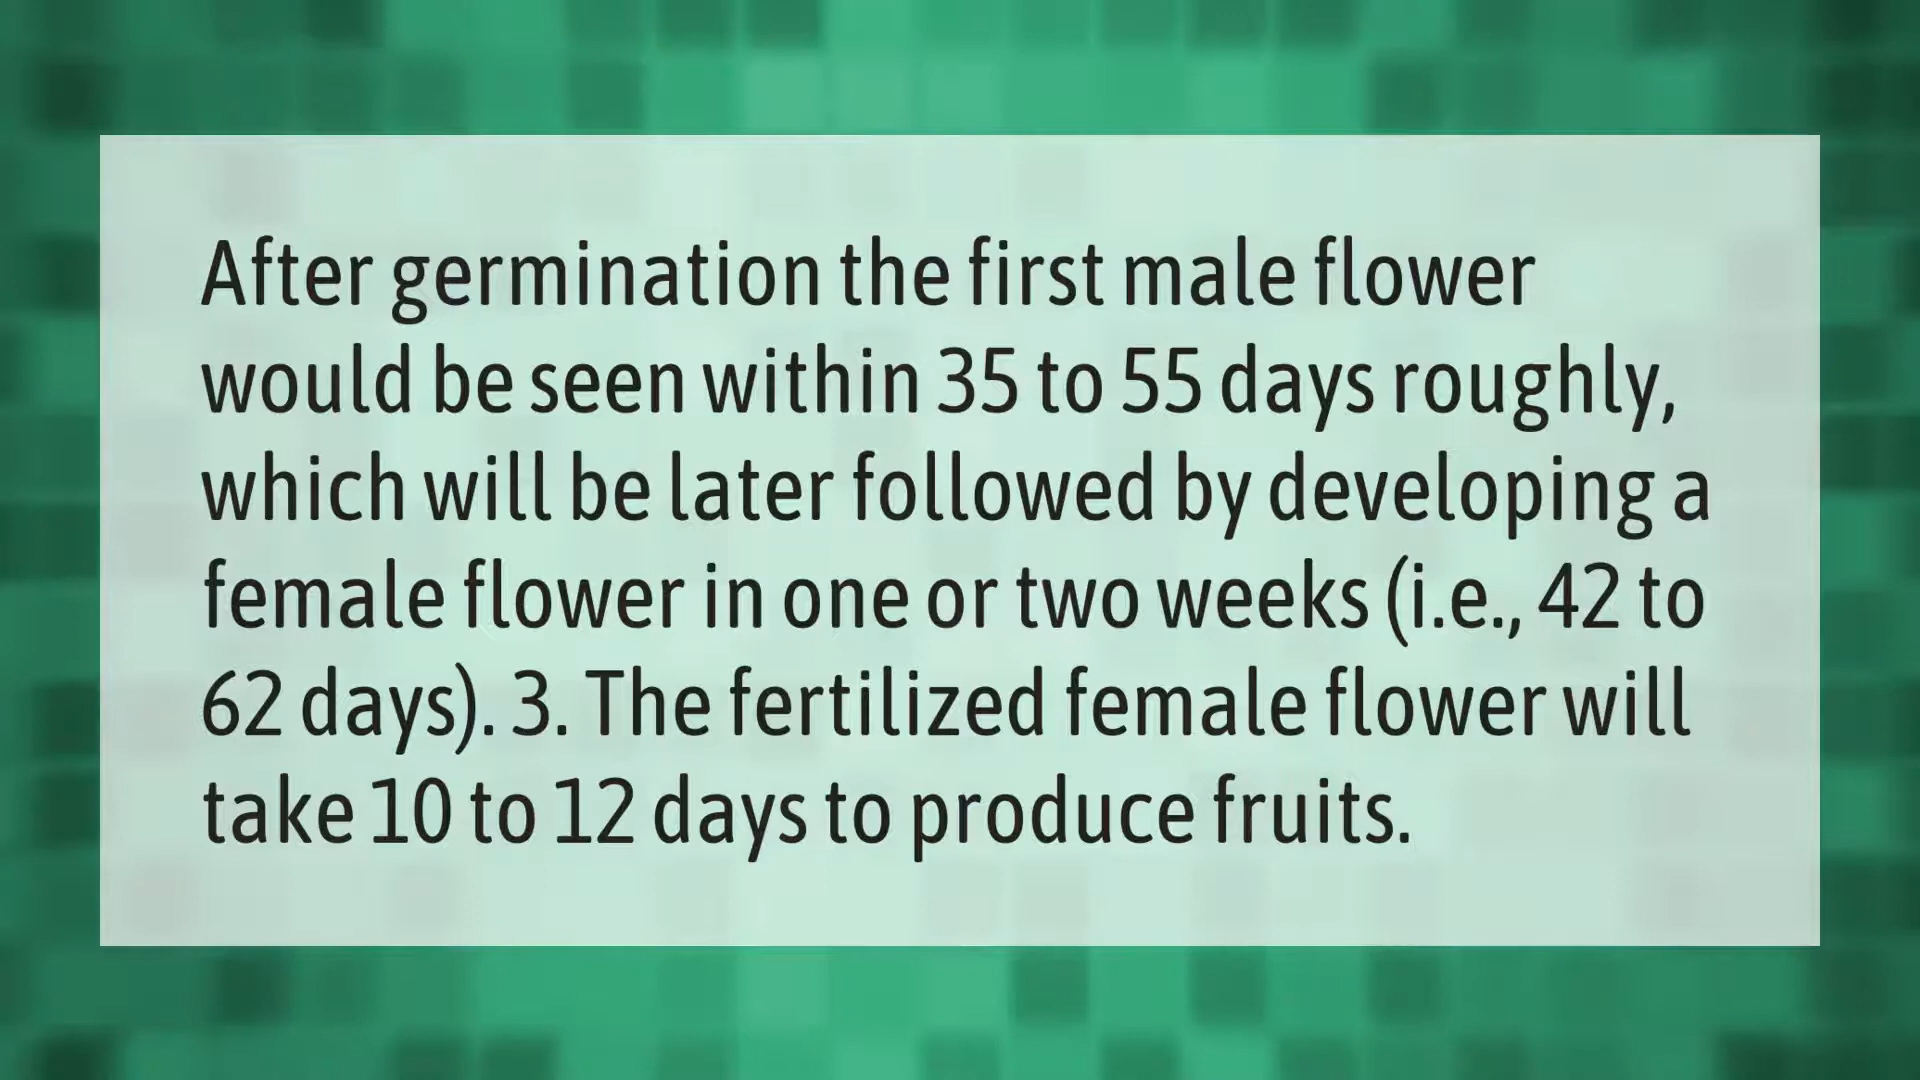 After germination the first male flower
would be seen within 35 to 55 days roughly,
which will be later followed by developing a
female flower in one or two weeks (i.e., 42 to
62 days). 3. The fertilized female flower will
take 10 to 12 days to produce fruits.